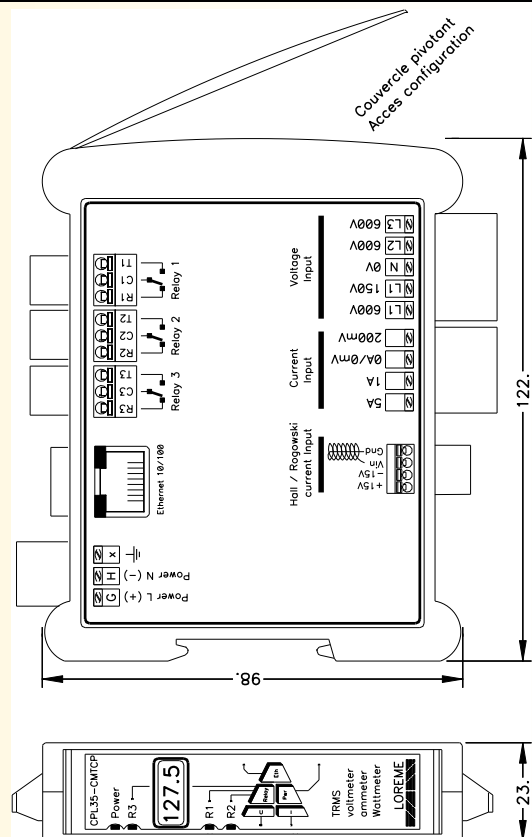 Couvercle pivotant
Acces configuration
T1
C1
R1
Relay 1
T2
C2
R2
Relay 2
T3
C3
R3
Relay 3
Ethernet 10/100
x
H Power N (-)
G Power L (+)
Voltage
Input
L3 600V
L2 600V
N 0V
L1 150V
L1 600V
Current
Input
200mV
0A/0mV
1A
5A
Hall / Rogowski
current Input
Gnd
Vin
-15V
+15V
122.
98.
CPL35-CMTCP
Power
R3
127.5
R1
R2
Relay
Eth
Pwr
U
I
TRMS
voltmeter
ammeter
Wattmeter
LOREME
23.